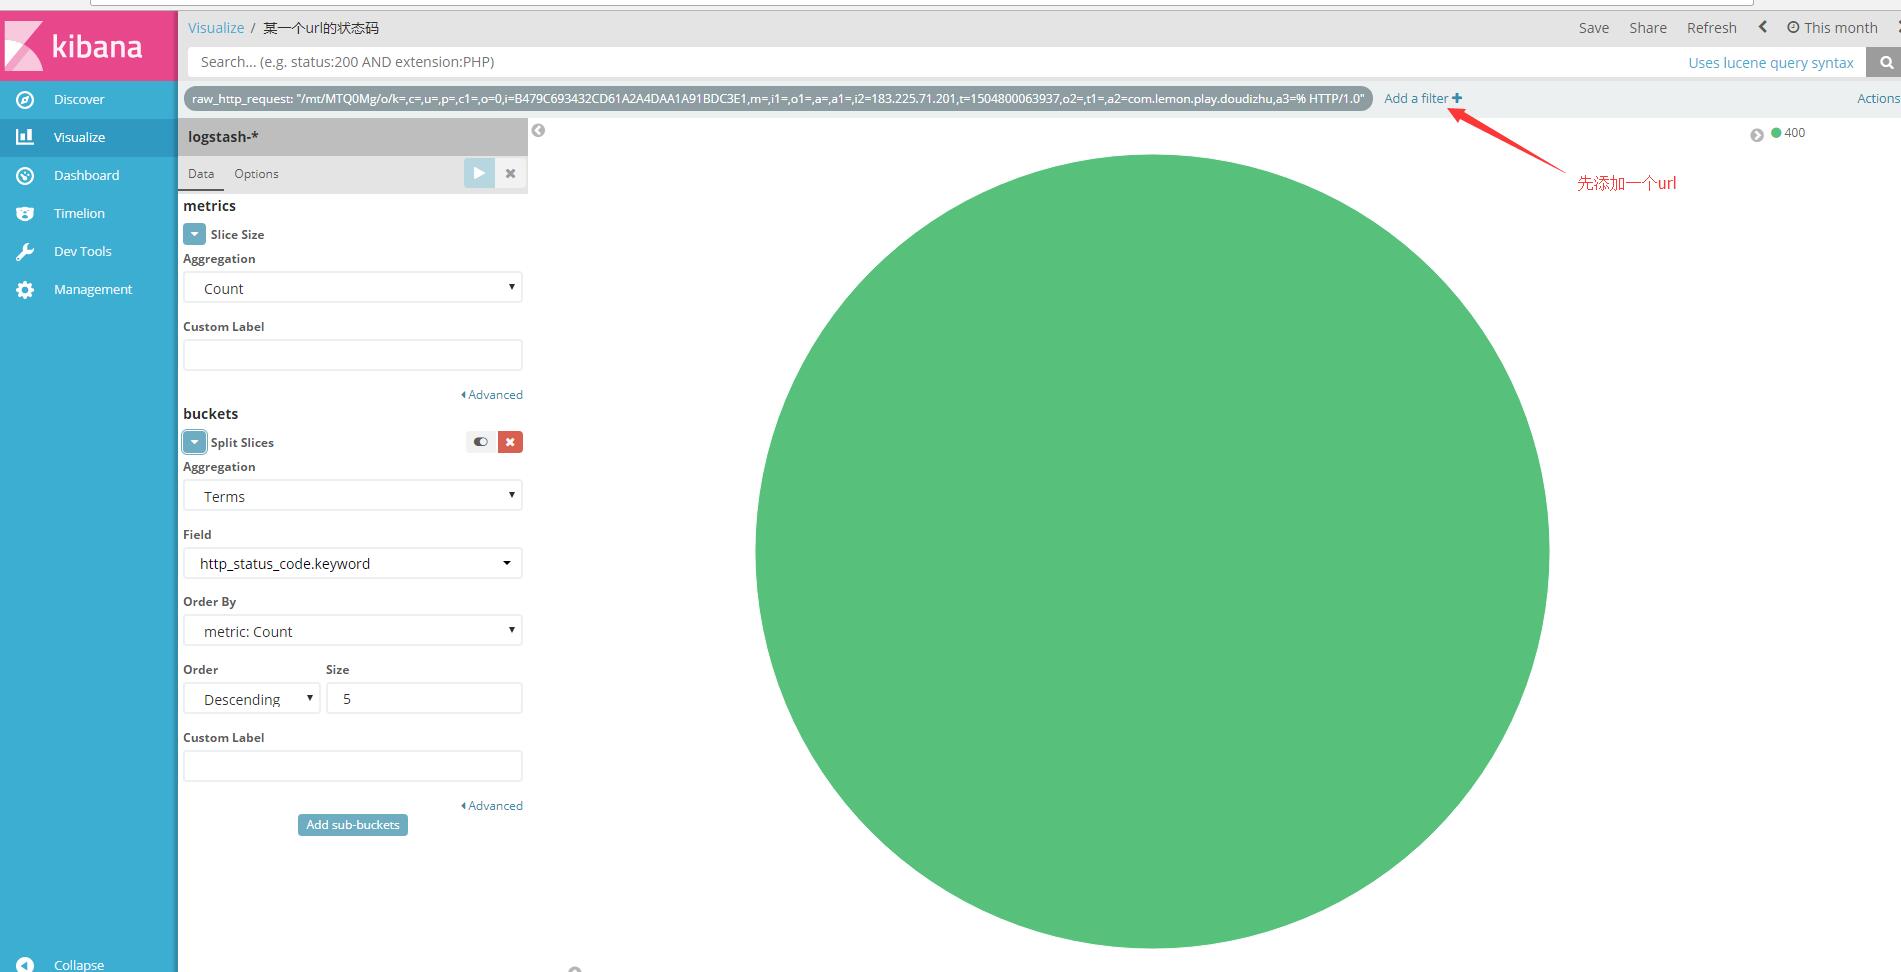 kibana
Visualize / 某一个url的状态码
Save Share Refresh This month
Search... (e.g. status:200 AND extension:PHP)
Uses lucene query syntax
raw_http_request: "/mt/MTQ0Mg/o/k=,c=,u=,p=,c1=,o=0,i=B479C693432CD61A2A4DAA1A91BDC3E1,m=,i1=,o1=,a=,a1=,i2=183.225.71.201,t=1504800063937,o2=,t1=,a2=com.lemon.play.doudizhu,a3=% HTTP/1.0"
Add a filter
Actions
Discover
Visualize
Dashboard
Timelion
Dev Tools
Management
Collapse
logstash-*
Data Options
metrics
Slice Size
Aggregation
Count
Custom Label
Advanced
buckets
Split Slices
Aggregation
Terms
Field
http_status_code.keyword
Order By
metric: Count
Order Size
Descending 5
Custom Label
Advanced
Add sub-buckets
400
先添加一个url